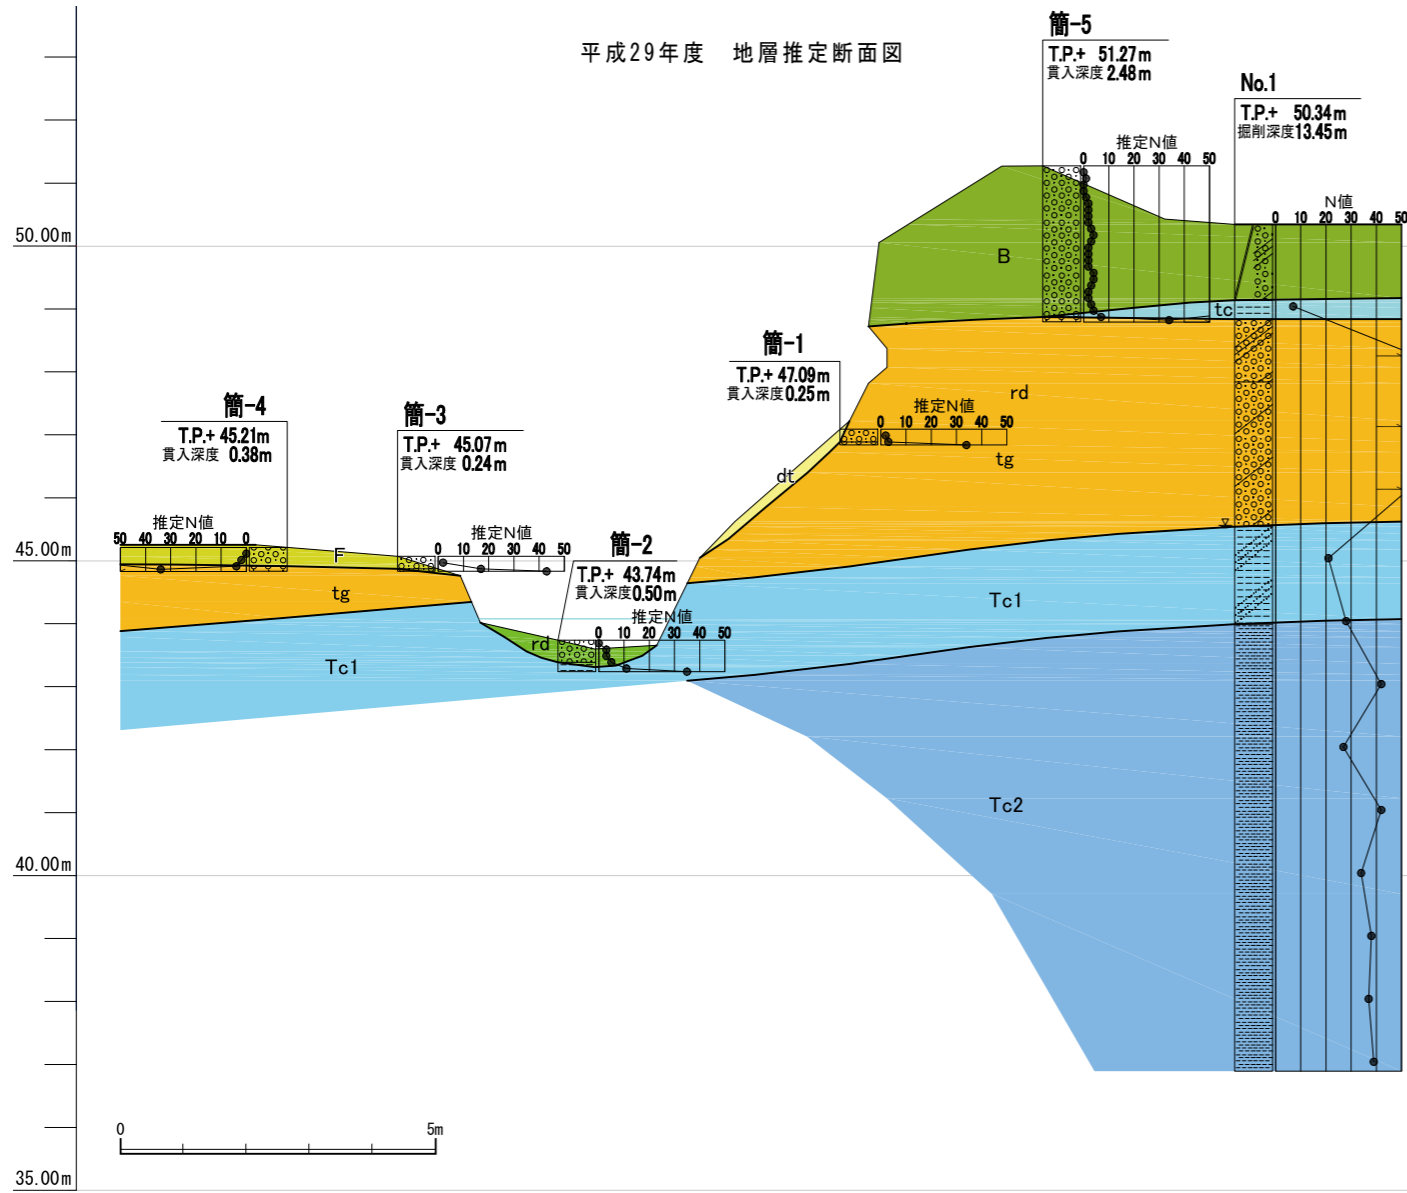 平成29年度 地層推定断面図
簡-5
T.P.+ 51.27m
貫入深度 2.48m
No.1
T.P.+ 50.34m
掘削深度13.45m
推定N値
0 10 20 30 40 50
N値
0 10 20 30 40 50
50.00m
B
tc
簡-1
T.P.+ 47.09m
貫入深度0.25m
rd
推定N値
0 10 20 30 40 50
tg
簡-4
T.P.+ 45.21m
貫入深度 0.38m
簡-3
T.P.+ 45.07m
貫入深度 0.24m
dt
推定N値
50 40 30 20 10 0
推定N値
0 10 20 30 40 50
簡-2
T.P.+ 43.74m
貫入深度0.50m
推定N値
0 10 20 30 40 50
45.00m
F
tg
Tc1
rd
Tc1
Tc2
40.00m
0 5m
35.00m